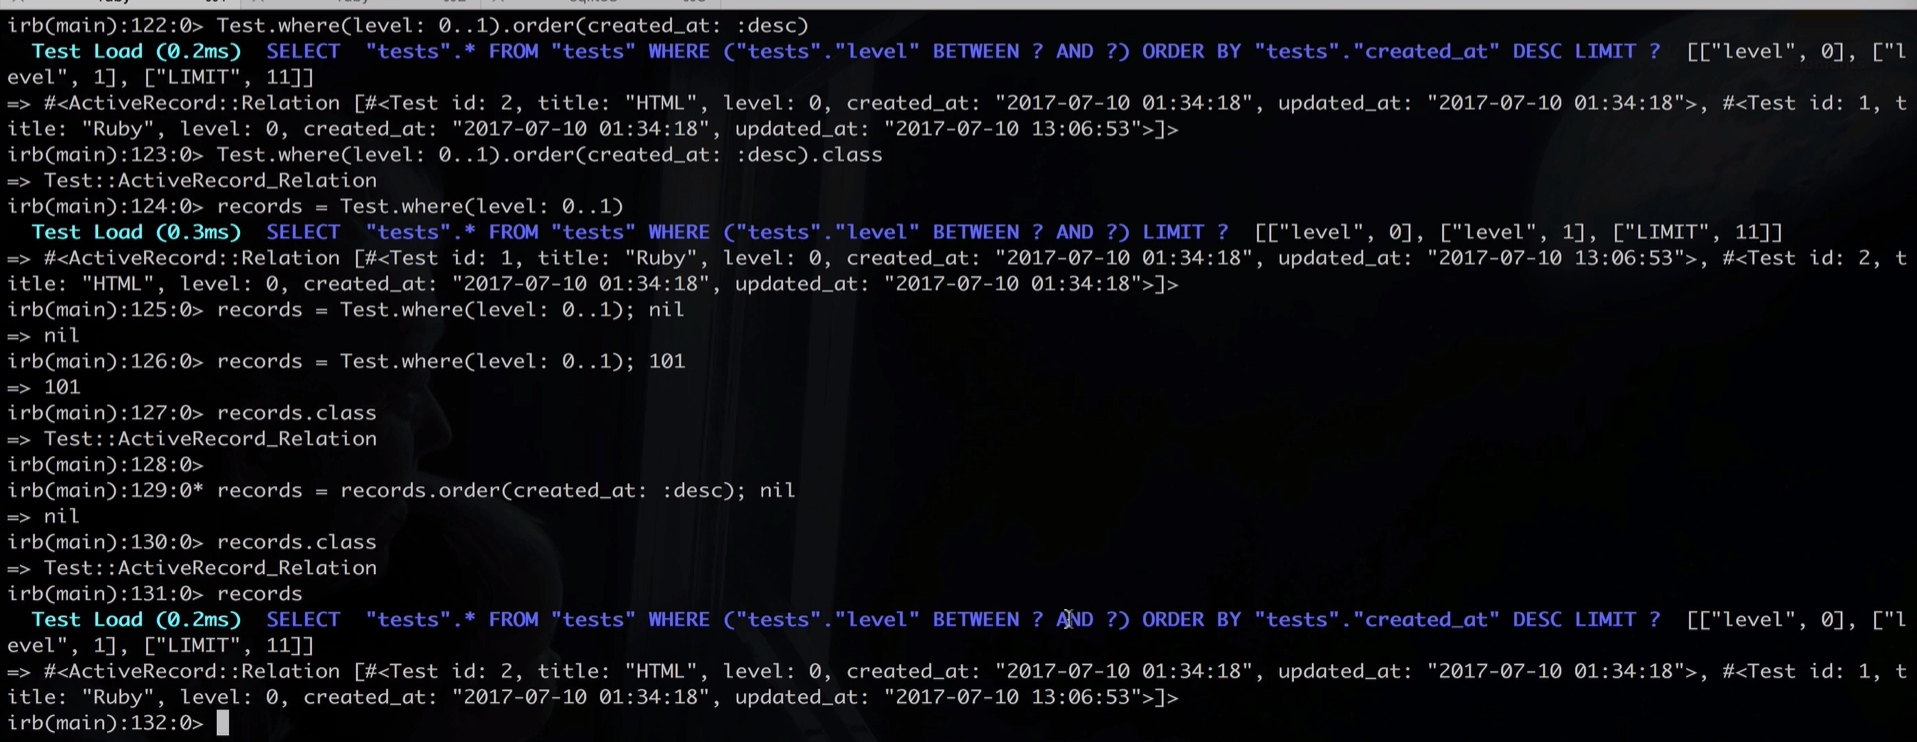 irb(main):122:0> Test.where(level: 0..1).order(created_at: :desc)
  Test Load (0.2ms)  SELECT  "tests".* FROM "tests" WHERE ("tests"."level" BETWEEN ? AND ?) ORDER BY "tests"."created_at" DESC LIMIT ?  [["level", 0], ["l
evel", 1], ["LIMIT", 11]]
=> #<ActiveRecord::Relation [#<Test id: 2, title: "HTML", level: 0, created_at: "2017-07-10 01:34:18", updated_at: "2017-07-10 01:34:18">, #<Test id: 1, t
itle: "Ruby", level: 0, created_at: "2017-07-10 01:34:18", updated_at: "2017-07-10 13:06:53">]>
irb(main):123:0> Test.where(level: 0..1).order(created_at: :desc).class
=> Test::ActiveRecord_Relation
irb(main):124:0> records = Test.where(level: 0..1)
  Test Load (0.3ms)  SELECT  "tests".* FROM "tests" WHERE ("tests"."level" BETWEEN ? AND ?) LIMIT ?  [["level", 0], ["level", 1], ["LIMIT", 11]]
=> #<ActiveRecord::Relation [#<Test id: 1, title: "Ruby", level: 0, created_at: "2017-07-10 01:34:18", updated_at: "2017-07-10 13:06:53">, #<Test id: 2, t
itle: "HTML", level: 0, created_at: "2017-07-10 01:34:18", updated_at: "2017-07-10 01:34:18">]>
irb(main):125:0> records = Test.where(level: 0..1); nil
=> nil
irb(main):126:0> records = Test.where(level: 0..1); 101
=> 101
irb(main):127:0> records.class
=> Test::ActiveRecord_Relation
irb(main):128:0>
irb(main):129:0* records = records.order(created_at: :desc); nil
=> nil
irb(main):130:0> records.class
=> Test::ActiveRecord_Relation
irb(main):131:0> records
  Test Load (0.2ms)  SELECT  "tests".* FROM "tests" WHERE ("tests"."level" BETWEEN ? AND ?) ORDER BY "tests"."created_at" DESC LIMIT ?  [["level", 0], ["l
evel", 1], ["LIMIT", 11]]
=> #<ActiveRecord::Relation [#<Test id: 2, title: "HTML", level: 0, created_at: "2017-07-10 01:34:18", updated_at: "2017-07-10 01:34:18">, #<Test id: 1, t
itle: "Ruby", level: 0, created_at: "2017-07-10 01:34:18", updated_at: "2017-07-10 13:06:53">]>
irb(main):132:0>